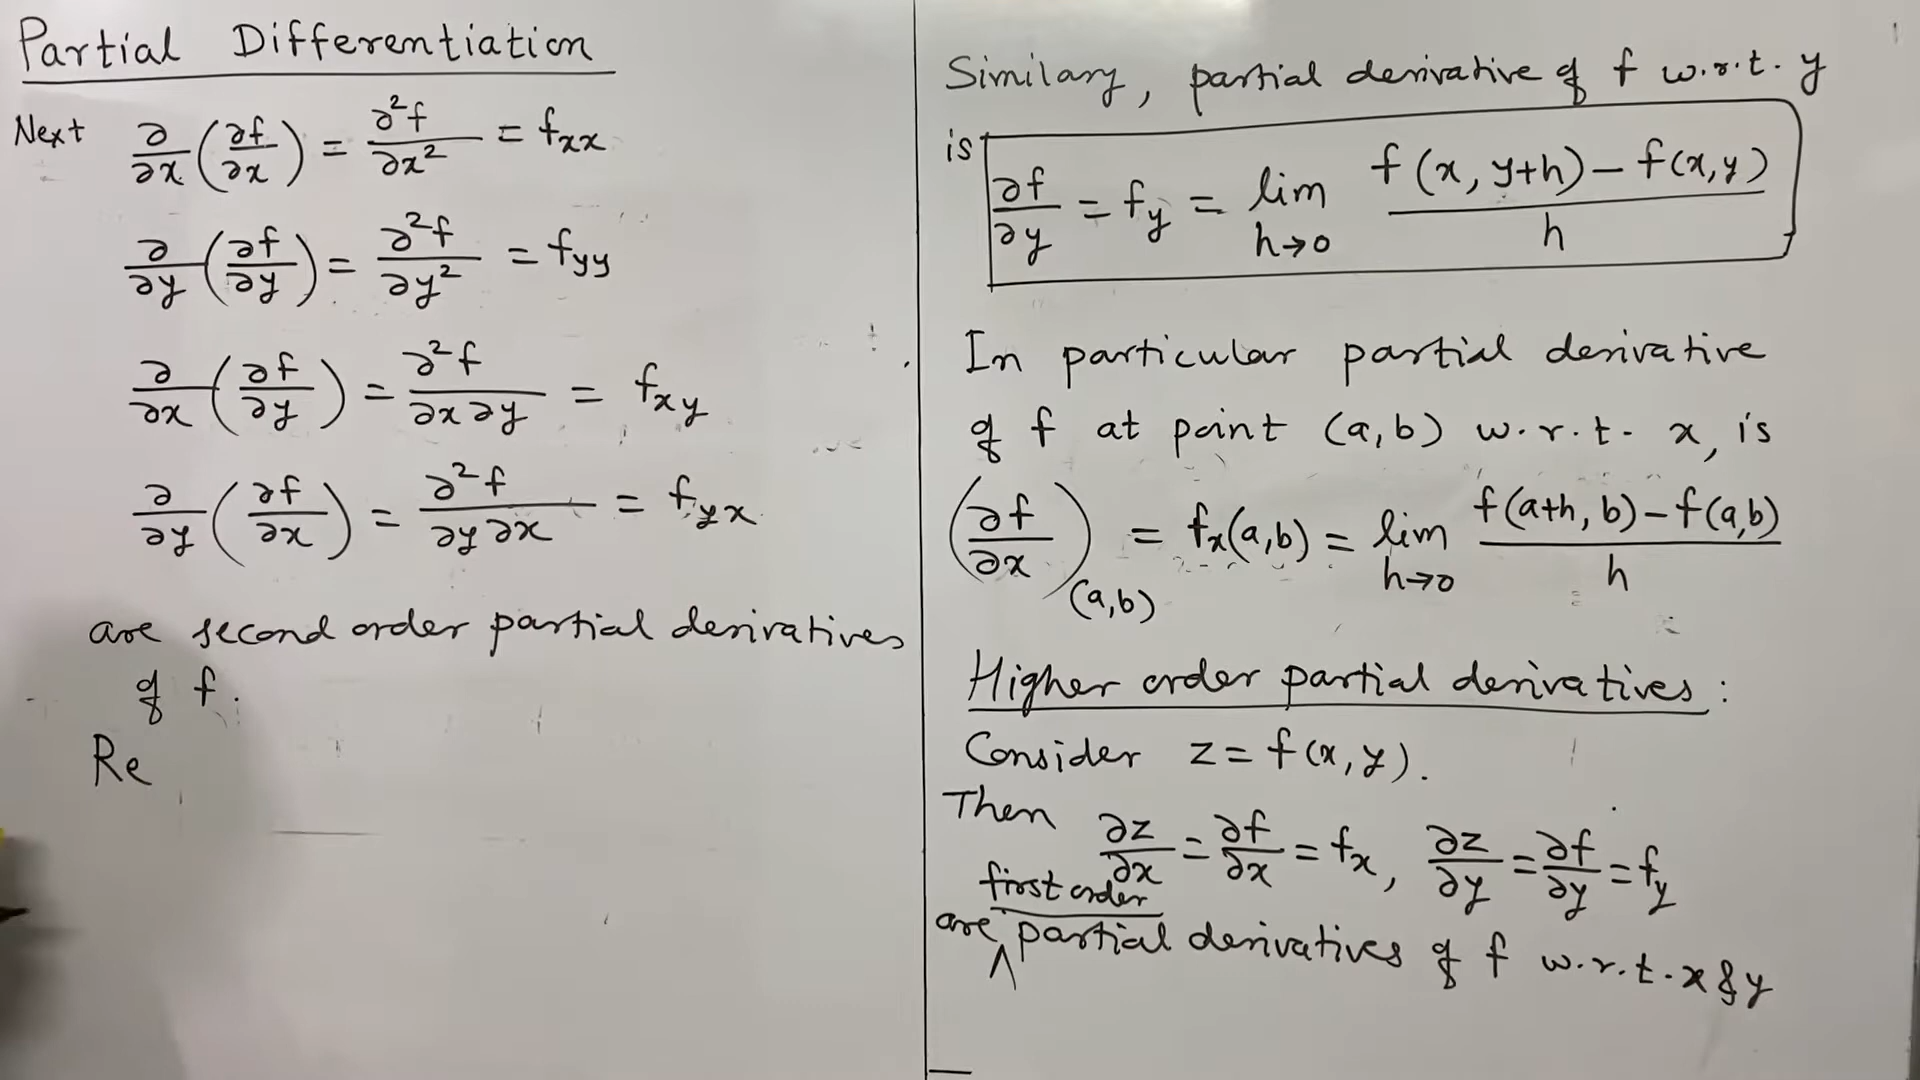 Partial Differentiation
Next ∂/∂x (∂f/∂x) = ∂²f/∂x² = fxx
∂/∂y (∂f/∂y) = ∂²f/∂y² = fyy
∂/∂x (∂f/∂y) = ∂²f/∂x∂y = fxy
∂/∂y (∂f/∂x) = ∂²f/∂y∂x = fyx
are second order partial derivatives
of f.
Re
Similary, partial derivative of f w.r.t. y
is
∂f/∂y = fy = lim h→0 f(x, y+h) – f(x,y) / h
In particular partial derivative
of f at point (a,b) w.r.t. x, is
(∂f/∂x)(a,b) = fx(a,b) = lim h→0 f(a+h, b) – f(a,b) / h
Higher order partial derivatives :
Consider z = f(x,y).
Then ∂z/∂x = ∂f/∂x = fx, ∂z/∂y = ∂f/∂y = fy
first order
are ∧ partial derivatives of f w.r.t. x & y